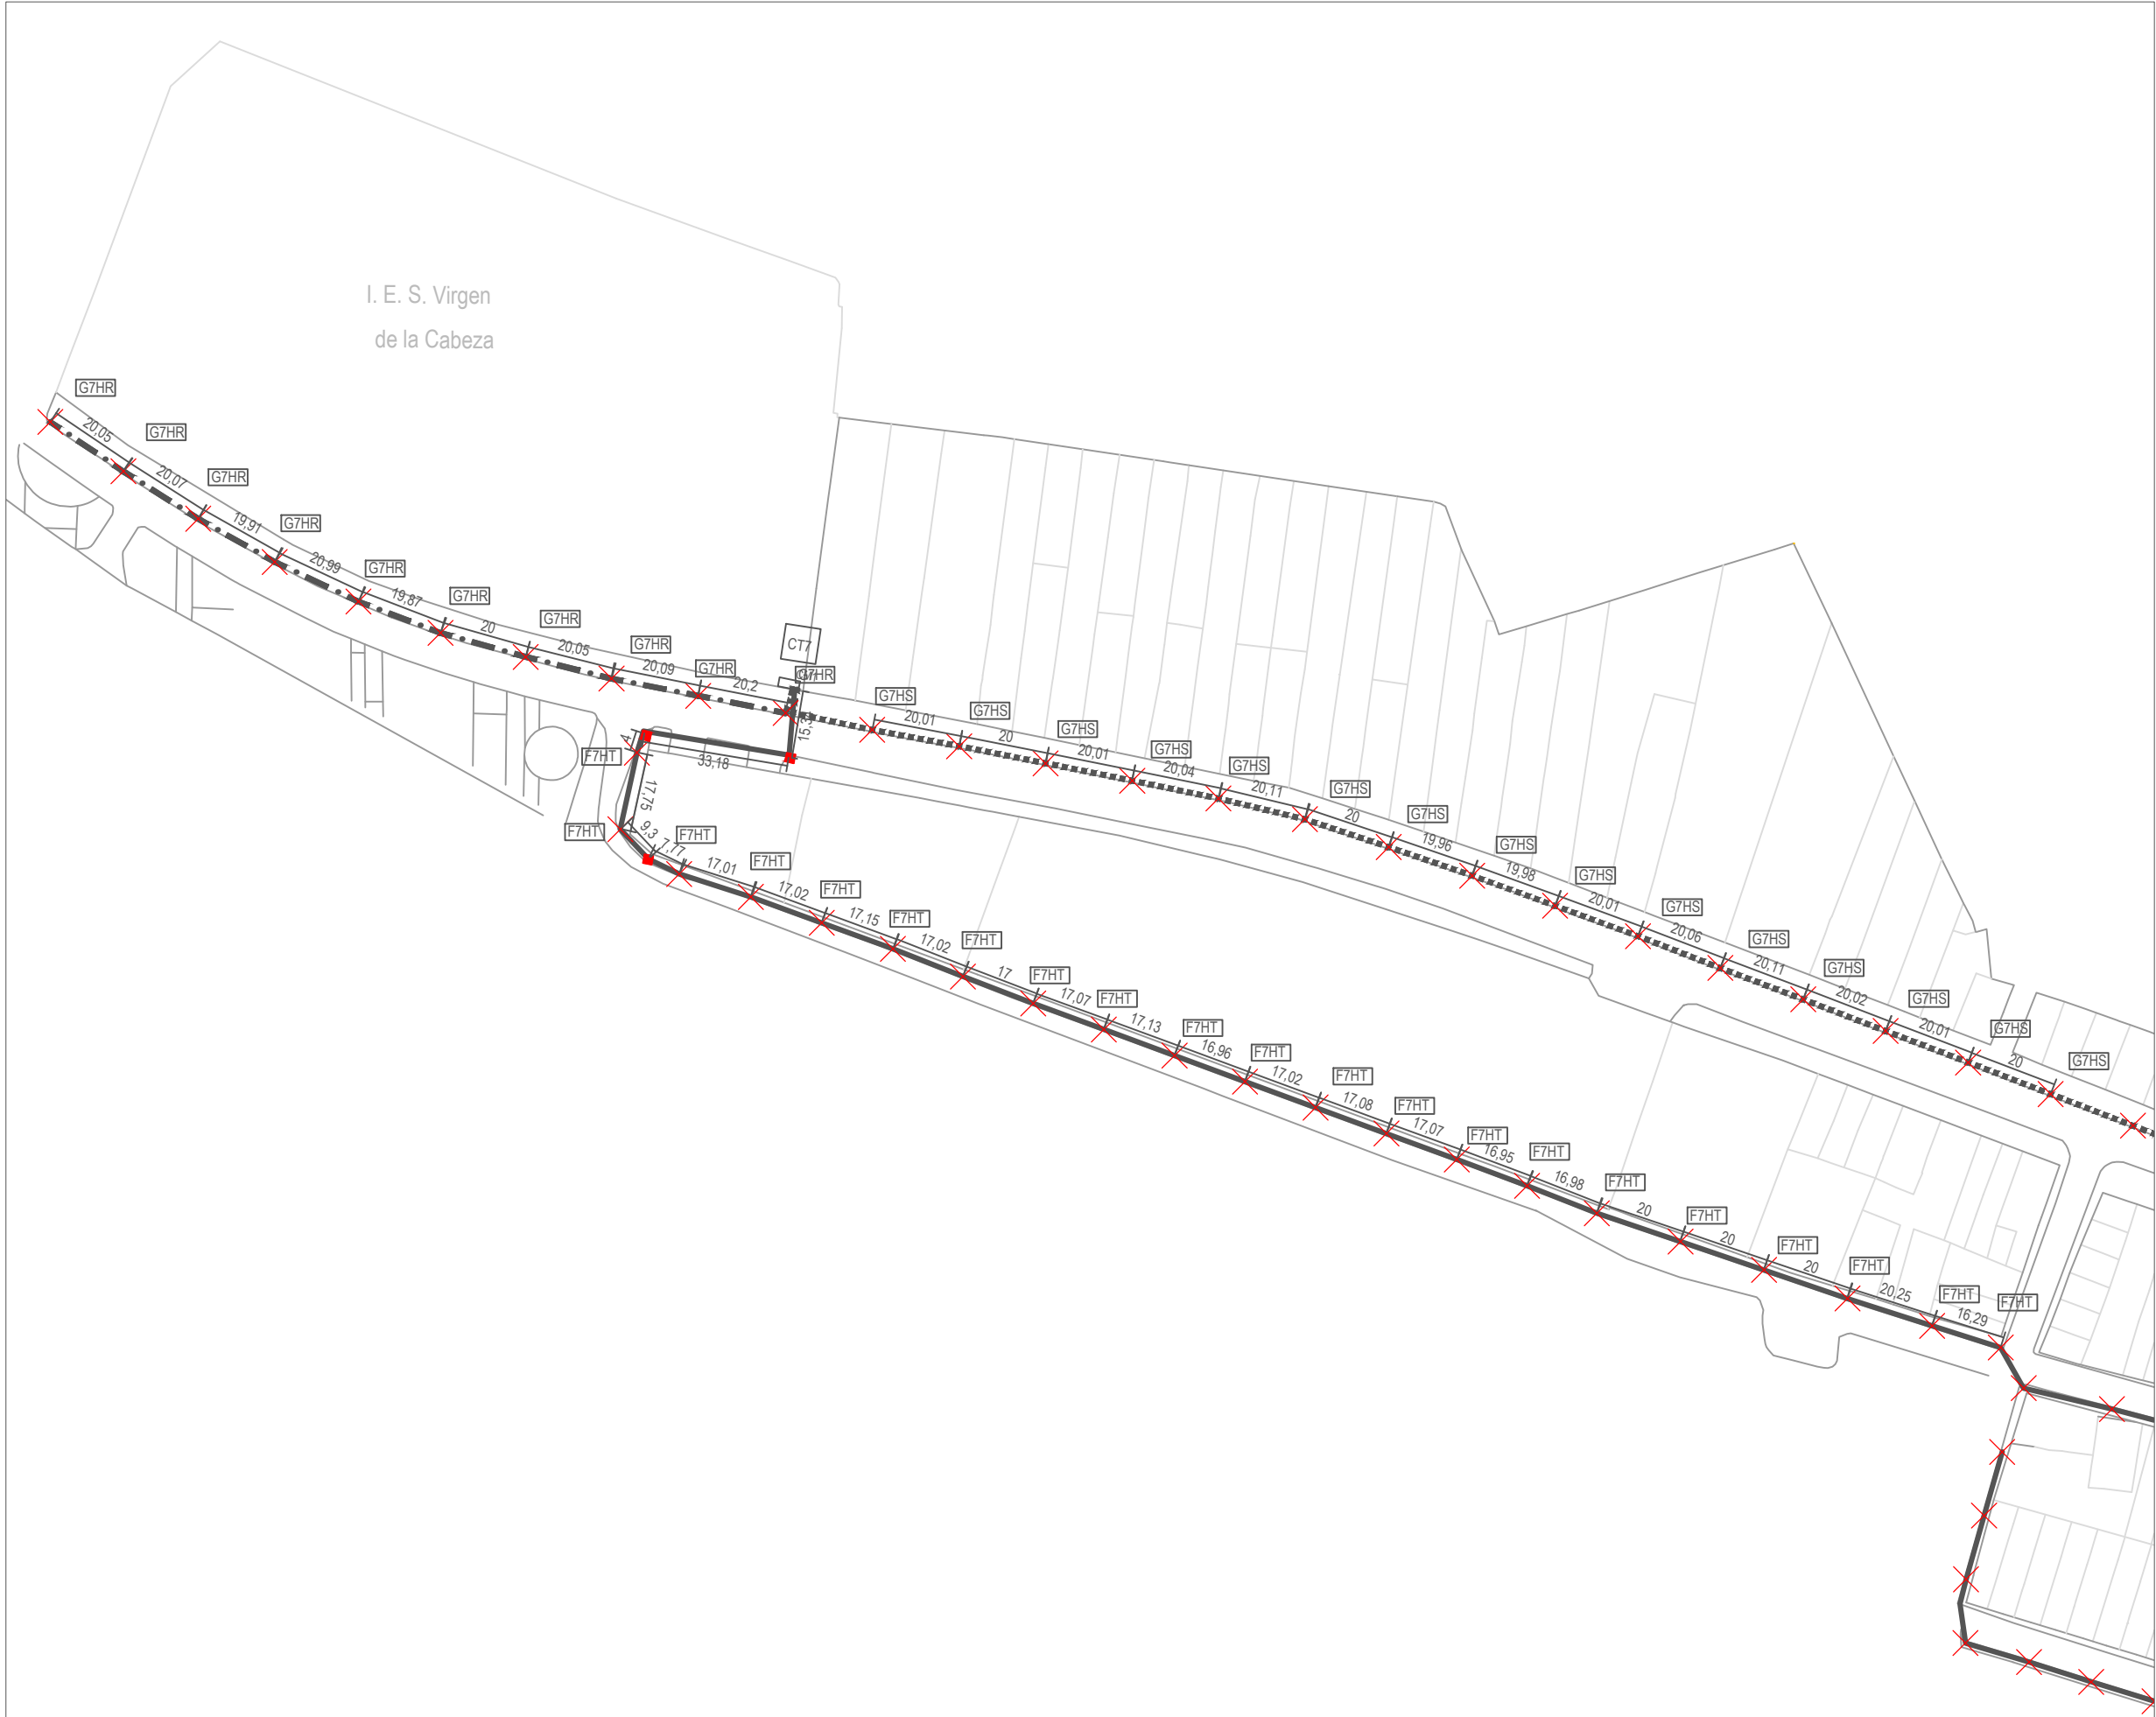 I. E. S. Virgen
de la Cabeza
G7HR
20,05
G7HR
20,07
G7HR
19,91
G7HR
20,99
G7HR
19,87
G7HR
20
G7HR
20,05
G7HR
20,09
G7HR
20,2
CT7
G7HR
15,37
G7HS
20,01
G7HS
20
G7HS
20,01
G7HS
20,04
G7HS
20,11
G7HS
20
G7HS
19,96
G7HS
19,98
G7HS
20,01
G7HS
20,06
G7HS
20,11
G7HS
20,02
G7HS
20,01
G7HS
20
G7HS
4
33,18
F7HT
17,75
F7HT
9,3
7,77
F7HT
17,01
F7HT
17,02
F7HT
17,15
F7HT
17,02
F7HT
17
F7HT
17,07
F7HT
17,13
F7HT
16,96
F7HT
17,02
F7HT
17,08
F7HT
17,07
F7HT
16,95
F7HT
16,98
F7HT
20
F7HT
20
F7HT
20
F7HT
20,25
F7HT
16,29
F7HT